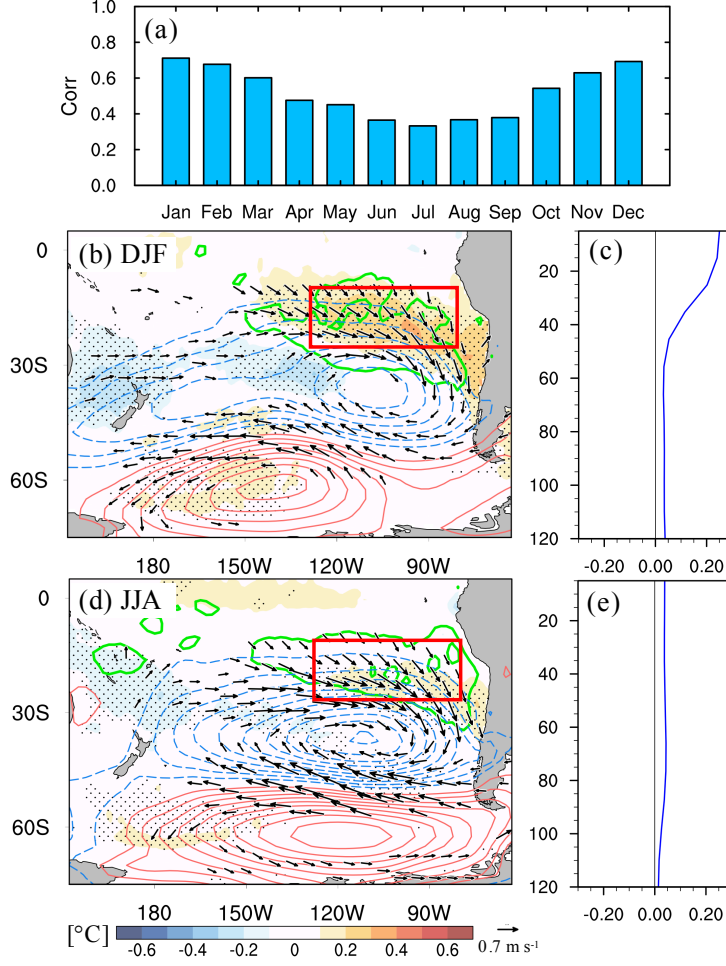 (a)
1.0
0.8
0.6
0.4
0.2
0.0
Corr
Jan Feb Mar Apr May Jun Jul Aug Sep Oct Nov Dec
(b) DJF
0
30S
60S
180 150W 120W 90W
(c)
20
40
60
80
100
120
-0.20 0.00 0.20
(d) JJA
0
30S
60S
180 150W 120W 90W
(e)
20
40
60
80
100
120
-0.20 0.00 0.20
[°C]
-0.6 -0.4 -0.2 0 0.2 0.4 0.6
0.7 m s-1